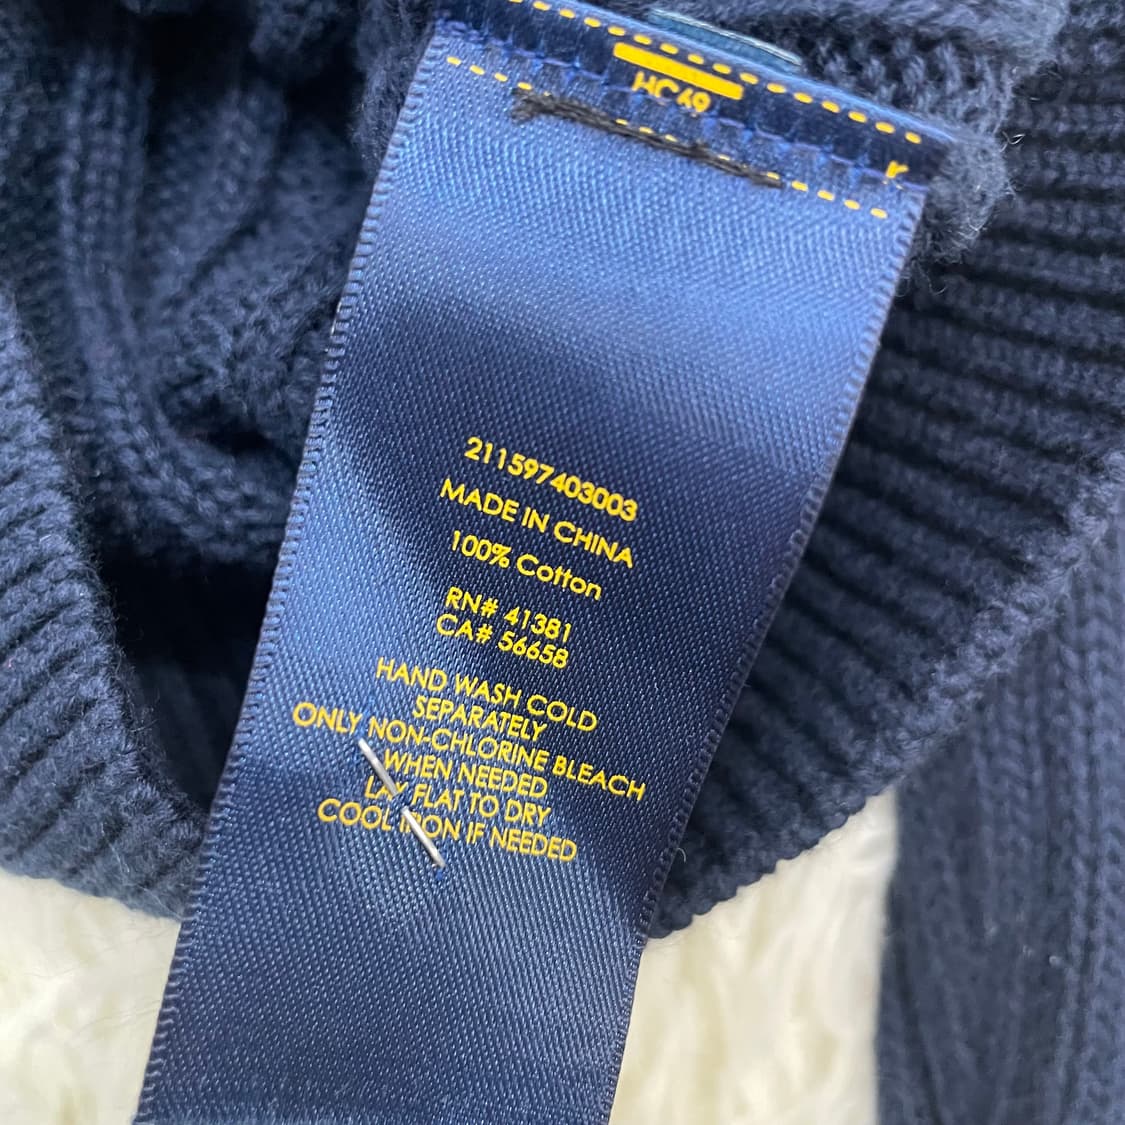 HC69
211597403003
MADE IN CHINA
100% Cotton
RN# 41381
CA# 56658
HAND WASH COLD
SEPARATELY
ONLY NON-CHLORINE BLEACH
WHEN NEEDED
LAY FLAT TO DRY
COOL IRON IF NEEDED